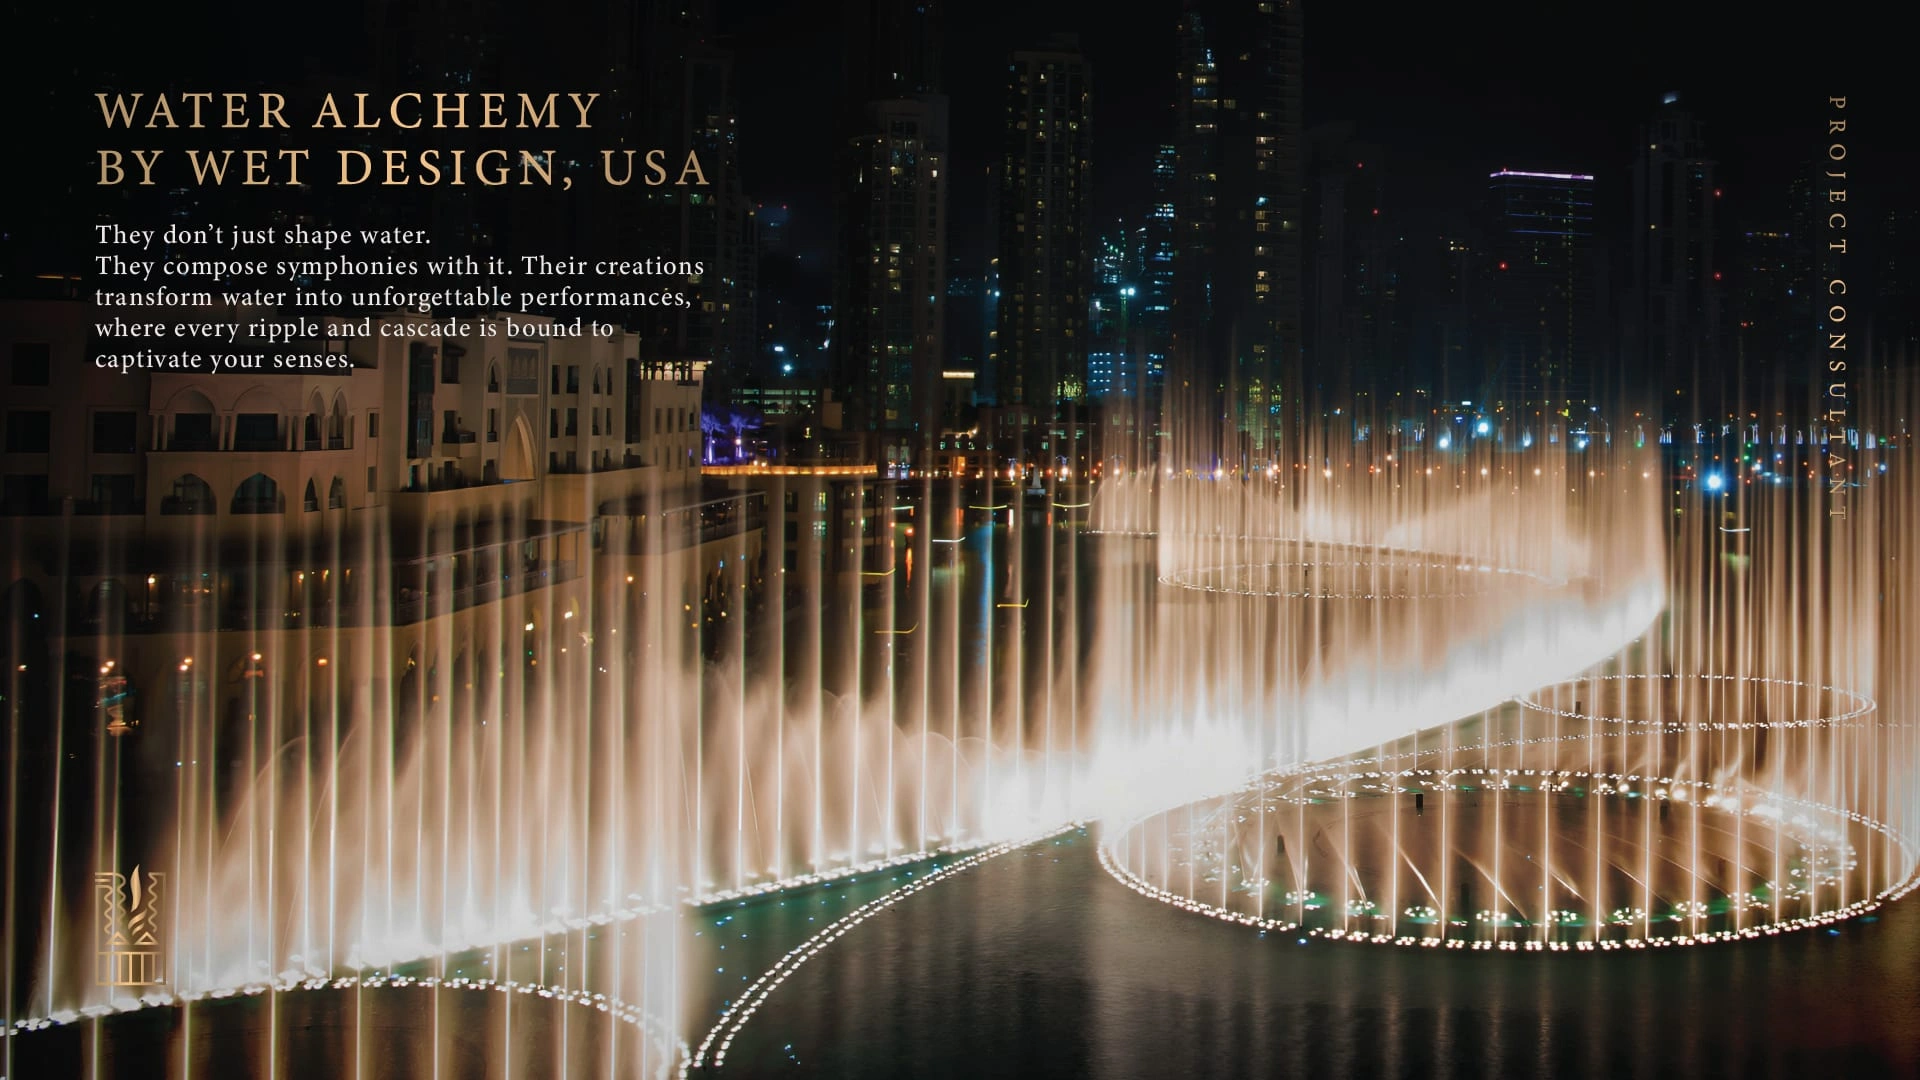 WATER ALCHEMY
BY WET DESIGN, USA
They don’t just shape water.
They compose symphonies with it. Their creations
transform water into unforgettable performances,
where every ripple and cascade is bound to
captivate your senses.
PROJECT CONSULTANT